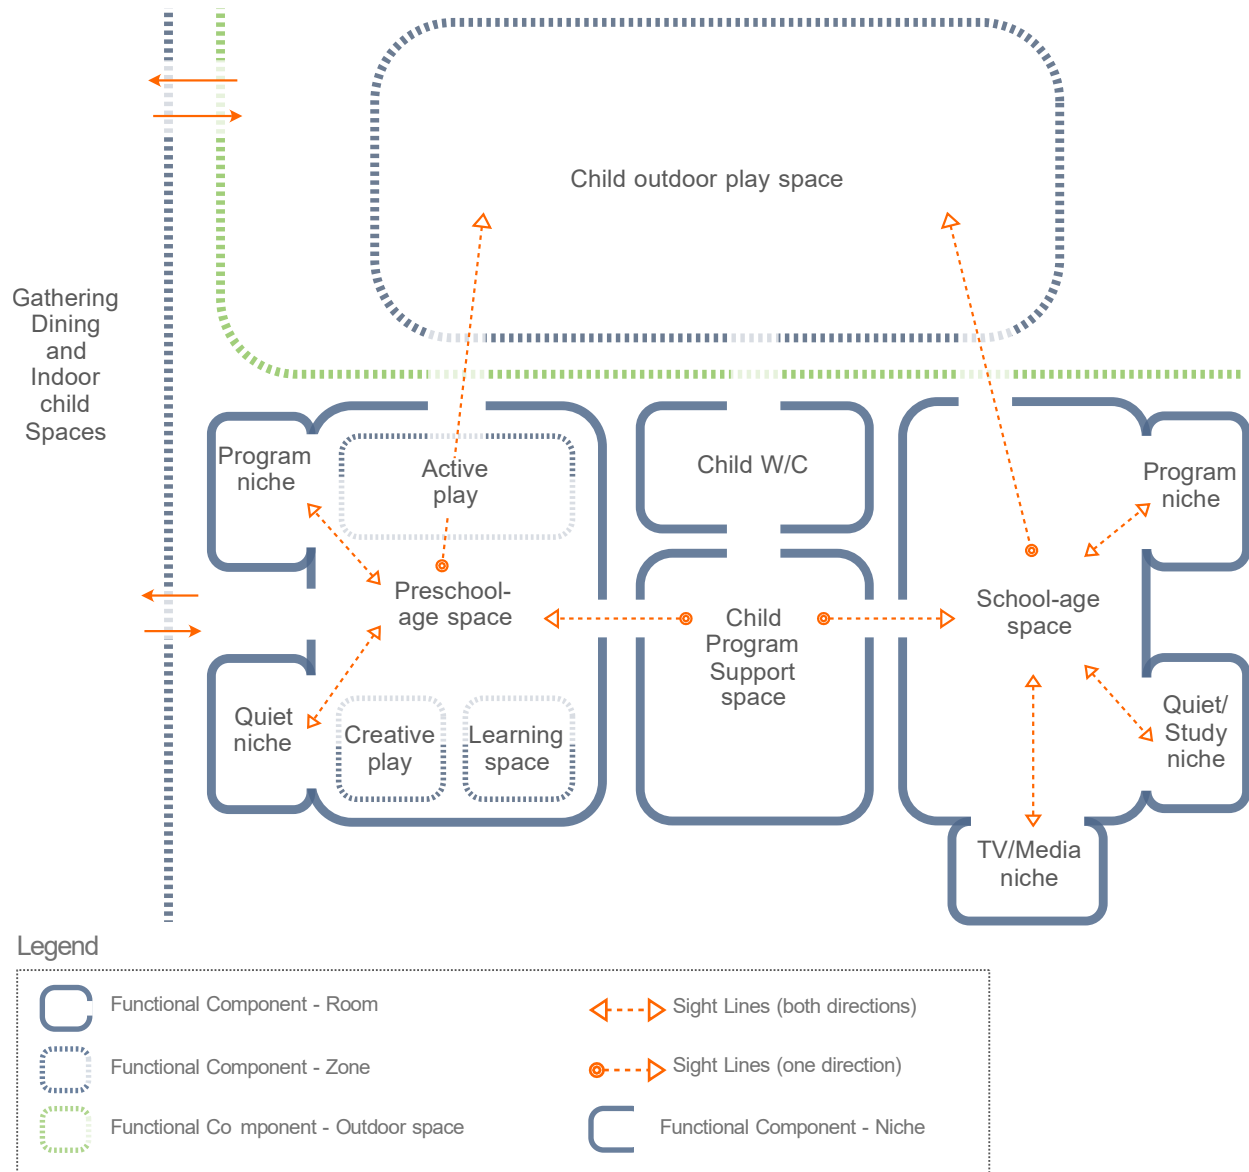 Child outdoor play space
Gathering
Dining
and
Indoor
child
Spaces
Program
niche
Active
play
Child W/C
Program
niche
Preschool-
age space
Child
Program
Support
space
School-age
space
Quiet
niche
Creative
play
Learning
space
Quiet/
Study
niche
TV/Media
niche
Legend
Functional Component - Room
Sight Lines (both directions)
Functional Component - Zone
Sight Lines (one direction)
Functional Co mponent - Outdoor space
Functional Component - Niche